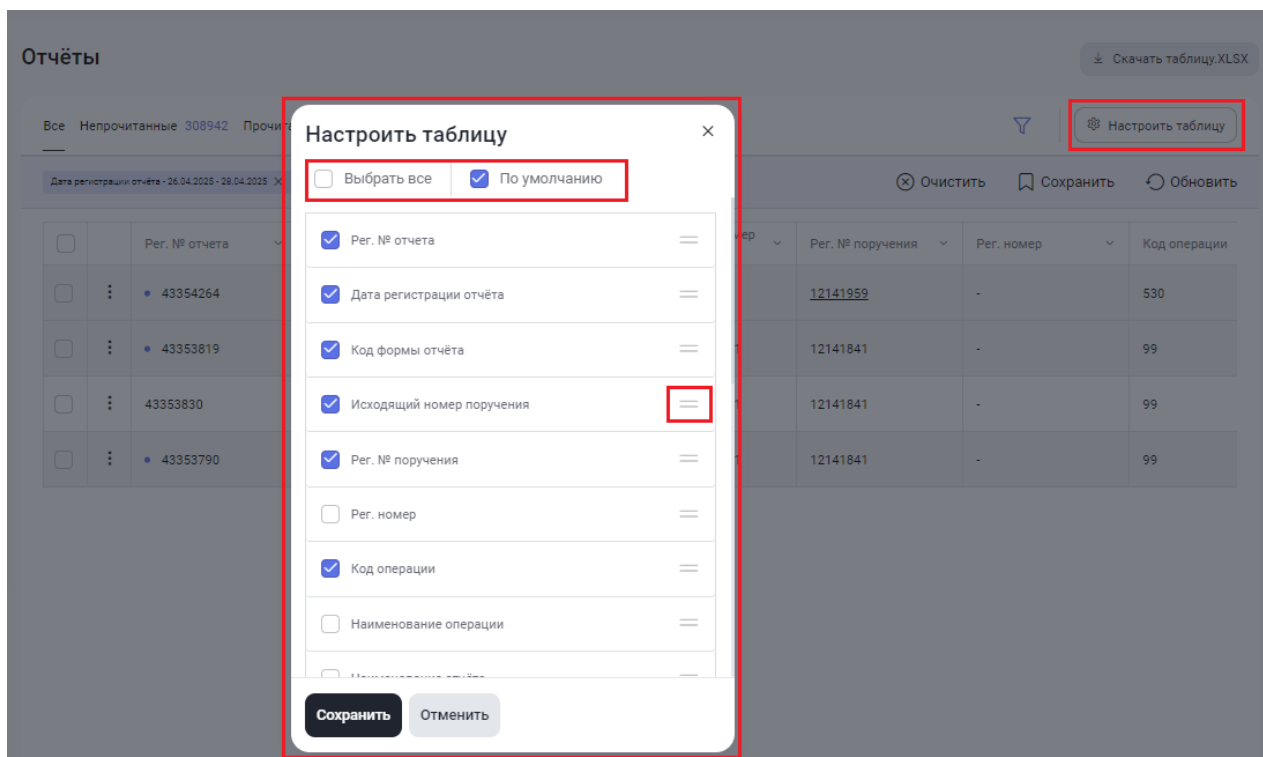 Отчёты
Скачать таблицу.XLSX
Все Непрочитанные 308942
Настроить таблицу
Дата регистрации отчёта - 26.04.2025 - 28.04.2025
Очистить Сохранить Обновить
Рег. № отчета Рег. № поручения Рег. номер Код операции
43354264 12141959 - 530
43353819 12141841 - 99
43353830 12141841 - 99
43353790 12141841 - 99
Настроить таблицу
Выбрать все По умолчанию
Рег. № отчета
Дата регистрации отчёта
Код формы отчёта
Исходящий номер поручения
Рег. № поручения
Рег. номер
Код операции
Наименование операции
Сохранить Отменить